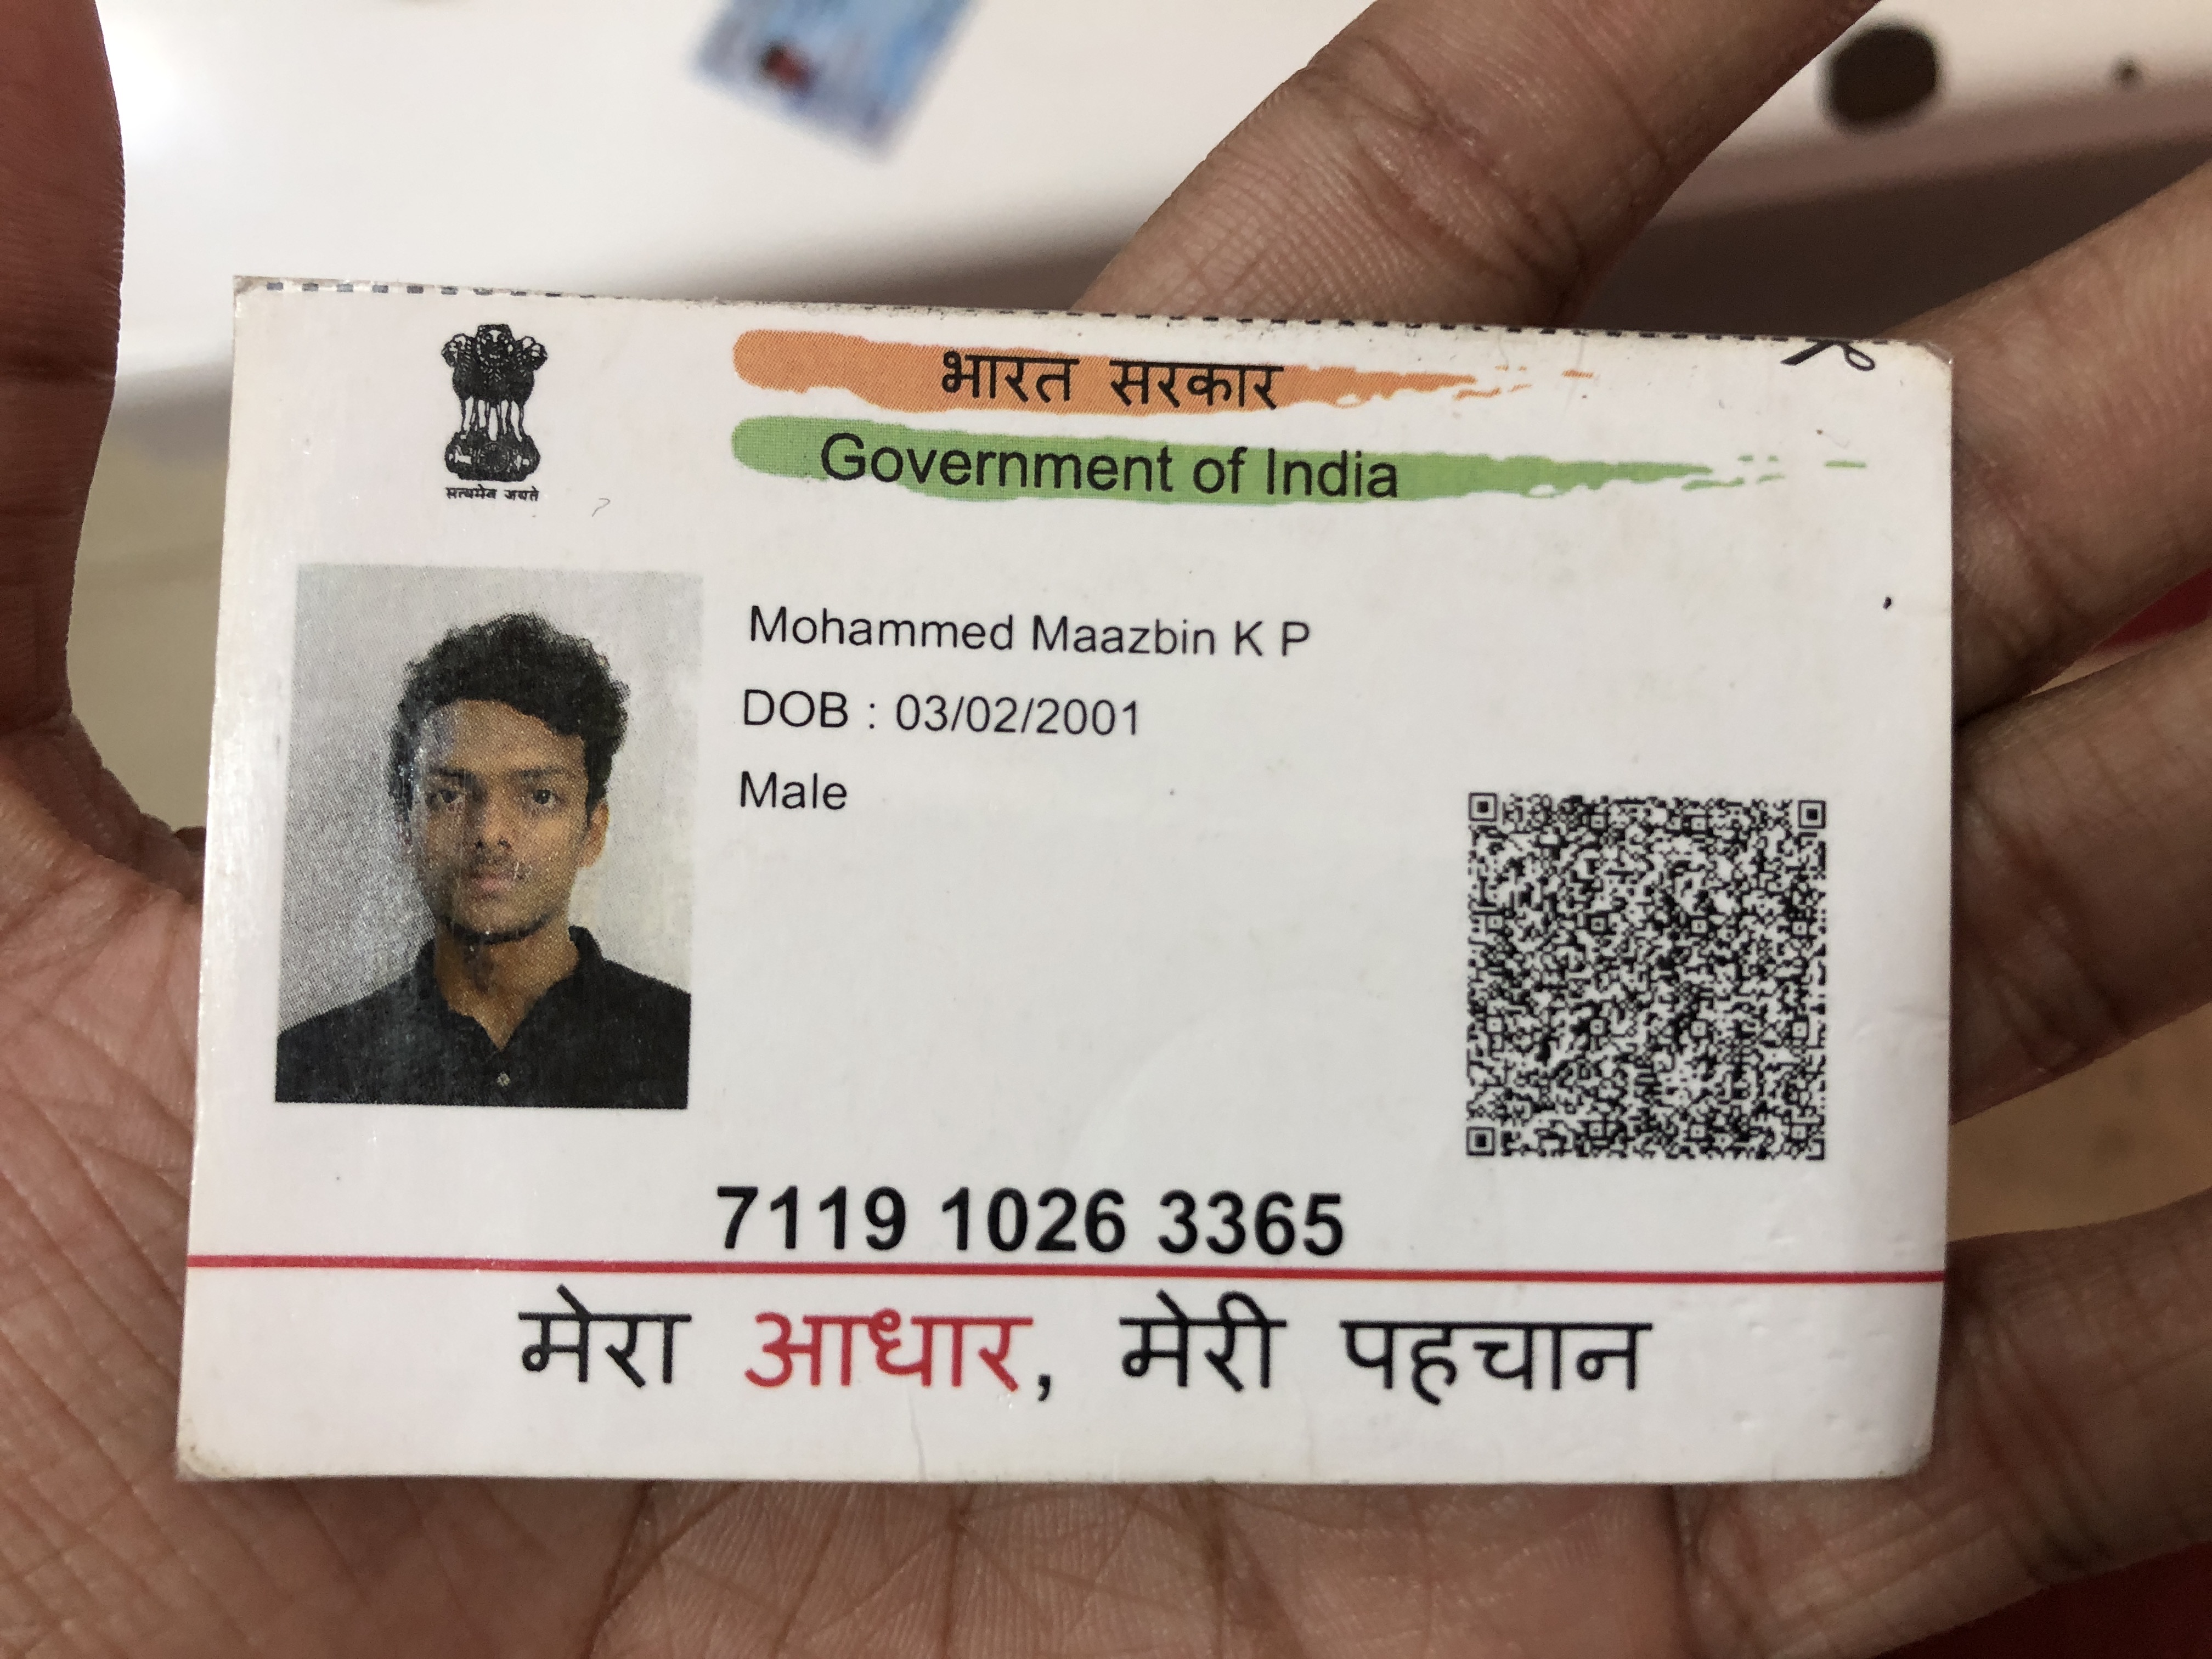 भारत सरकार
Government of India
सत्यमेव जयते
Mohammed Maazbin K P
DOB : 03/02/2001
Male
7119 1026 3365
मेरा आधार, मेरी पहचान